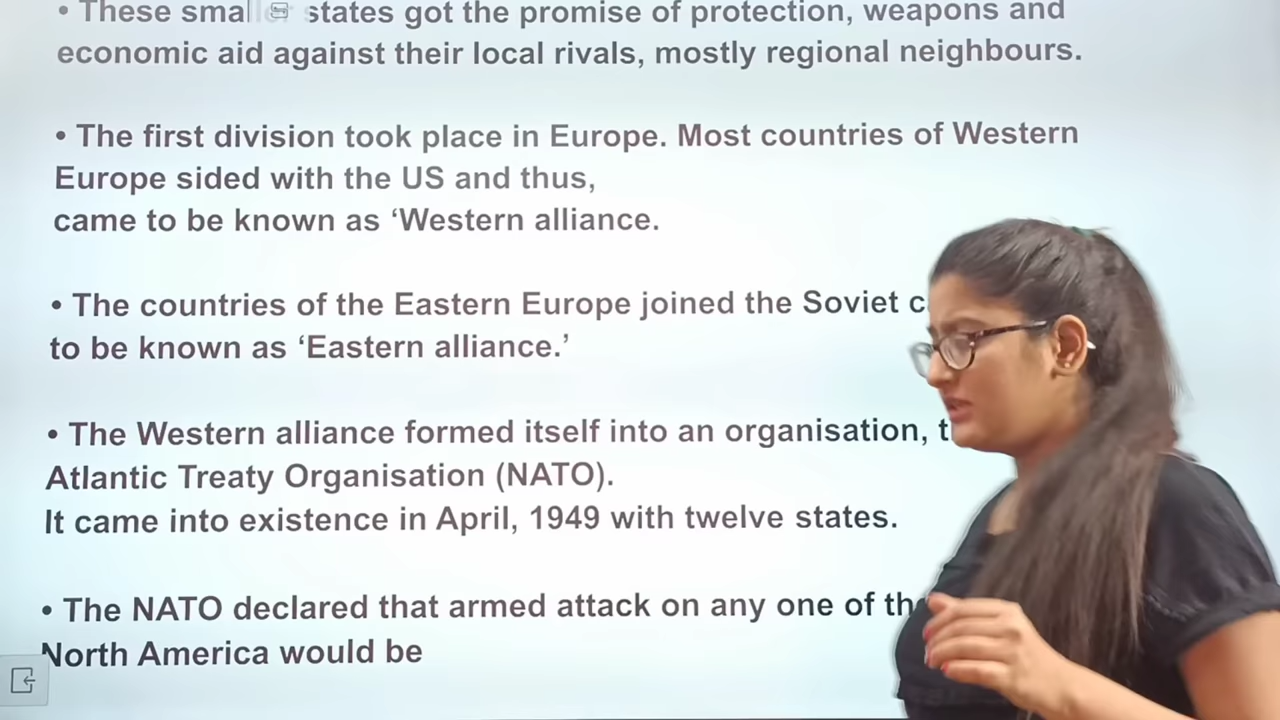 • These smaller states got the promise of protection, weapons and
economic aid against their local rivals, mostly regional neighbours.
• The first division took place in Europe. Most countries of Western
Europe sided with the US and thus,
came to be known as ‘Western alliance.
• The countries of the Eastern Europe joined the Soviet
to be known as ‘Eastern alliance.’
• The Western alliance formed itself into an organisation,
Atlantic Treaty Organisation (NATO).
It came into existence in April, 1949 with twelve states.
• The NATO declared that armed attack on any one of
North America would be